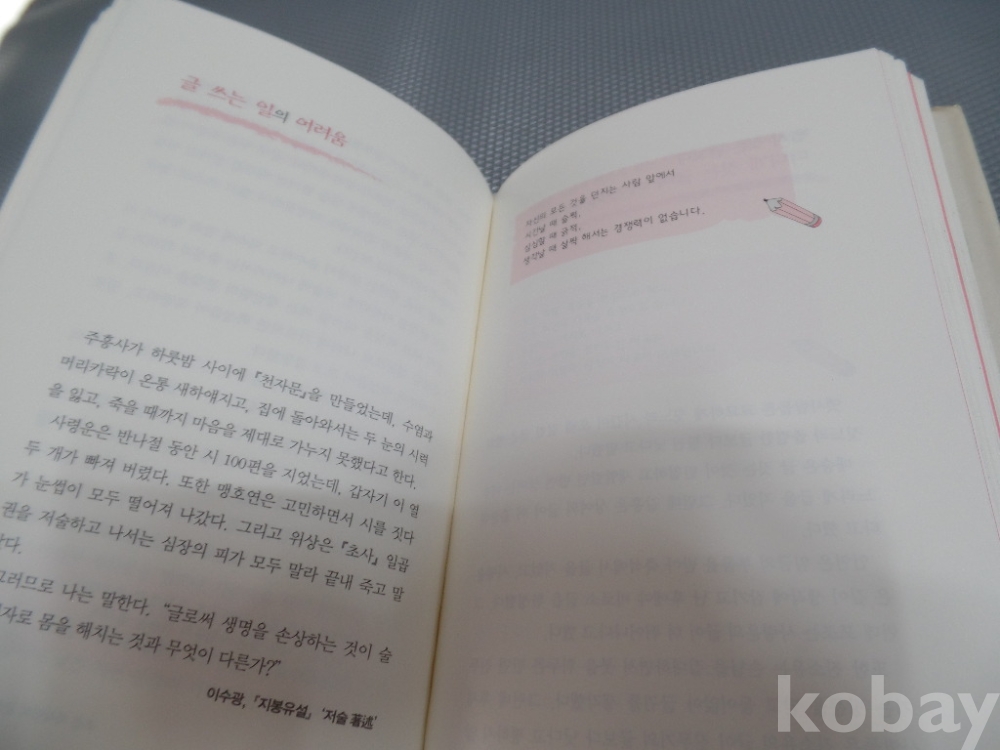 글 쓰는 일의 어려움
주흥사가 하룻밤 사이에 『천자문』을 만들었는데, 수염과
머리카락이 온통 새하얘지고, 집에 돌아와서는 두 눈의 시력
을 잃고, 죽을 때까지 마음을 제대로 가누지 못했다고 한다.
사령운은 반나절 동안 시 100편을 지었는데, 갑자기 이 열
두 개가 빠져 버렸다. 또한 맹호연은 고민하면서 시를 짓다
가 눈썹이 모두 떨어져 나갔다. 그리고 위상은 『초사』 일곱
권을 저술하고 나서는 심장의 피가 모두 말라 끝내 죽고 말
았다.
그러므로 나는 말한다. “글로써 생명을 손상하는 것이 술
자로 몸을 해치는 것과 무엇이 다른가?”
이수광, 『지봉유설』 ‘저술著述’
자신의 모든 것을 던지는 사람 앞에서
시간날 때 슬쩍,
심심할 때 긁적,
생각날 때 살짝 해서는 경쟁력이 없습니다.
kobay